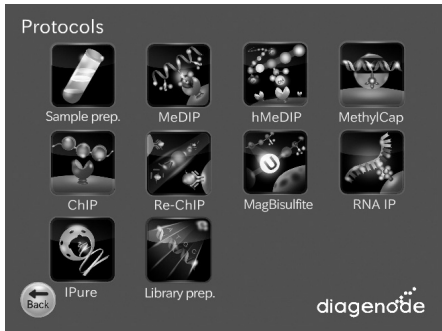 Protocols
Sample prep. MeDIP hMeDIP MethylCap
ChIP Re-ChIP MagBisulfite RNA IP
U
IPure Library prep.
Back
diagenode